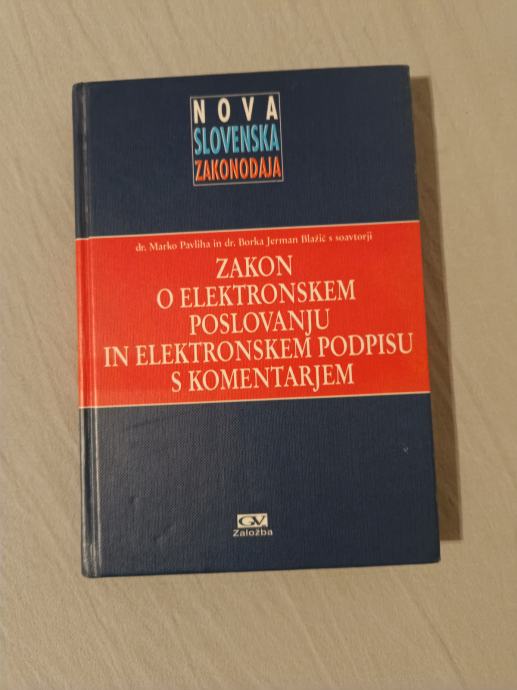 NOVA
SLOVENSKA
ZAKONODAJA
dr. Marko Pavliha in dr. Borka Jerman Blažič s soavtorji
ZAKON
O ELEKTRONSKEM
POSLOVANJU
IN ELEKTRONSKEM PODPISU
S KOMENTARJEM
GV
Založba